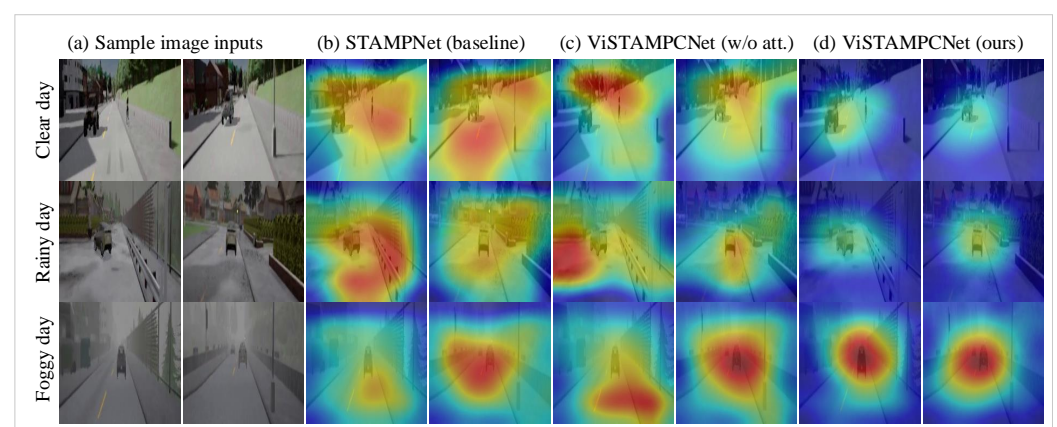 (a) Sample image inputs
(b) STAMPNet (baseline)
(c) ViSTAMPCNet (w/o att.)
(d) ViSTAMPCNet (ours)
Clear day
Rainy day
Foggy day